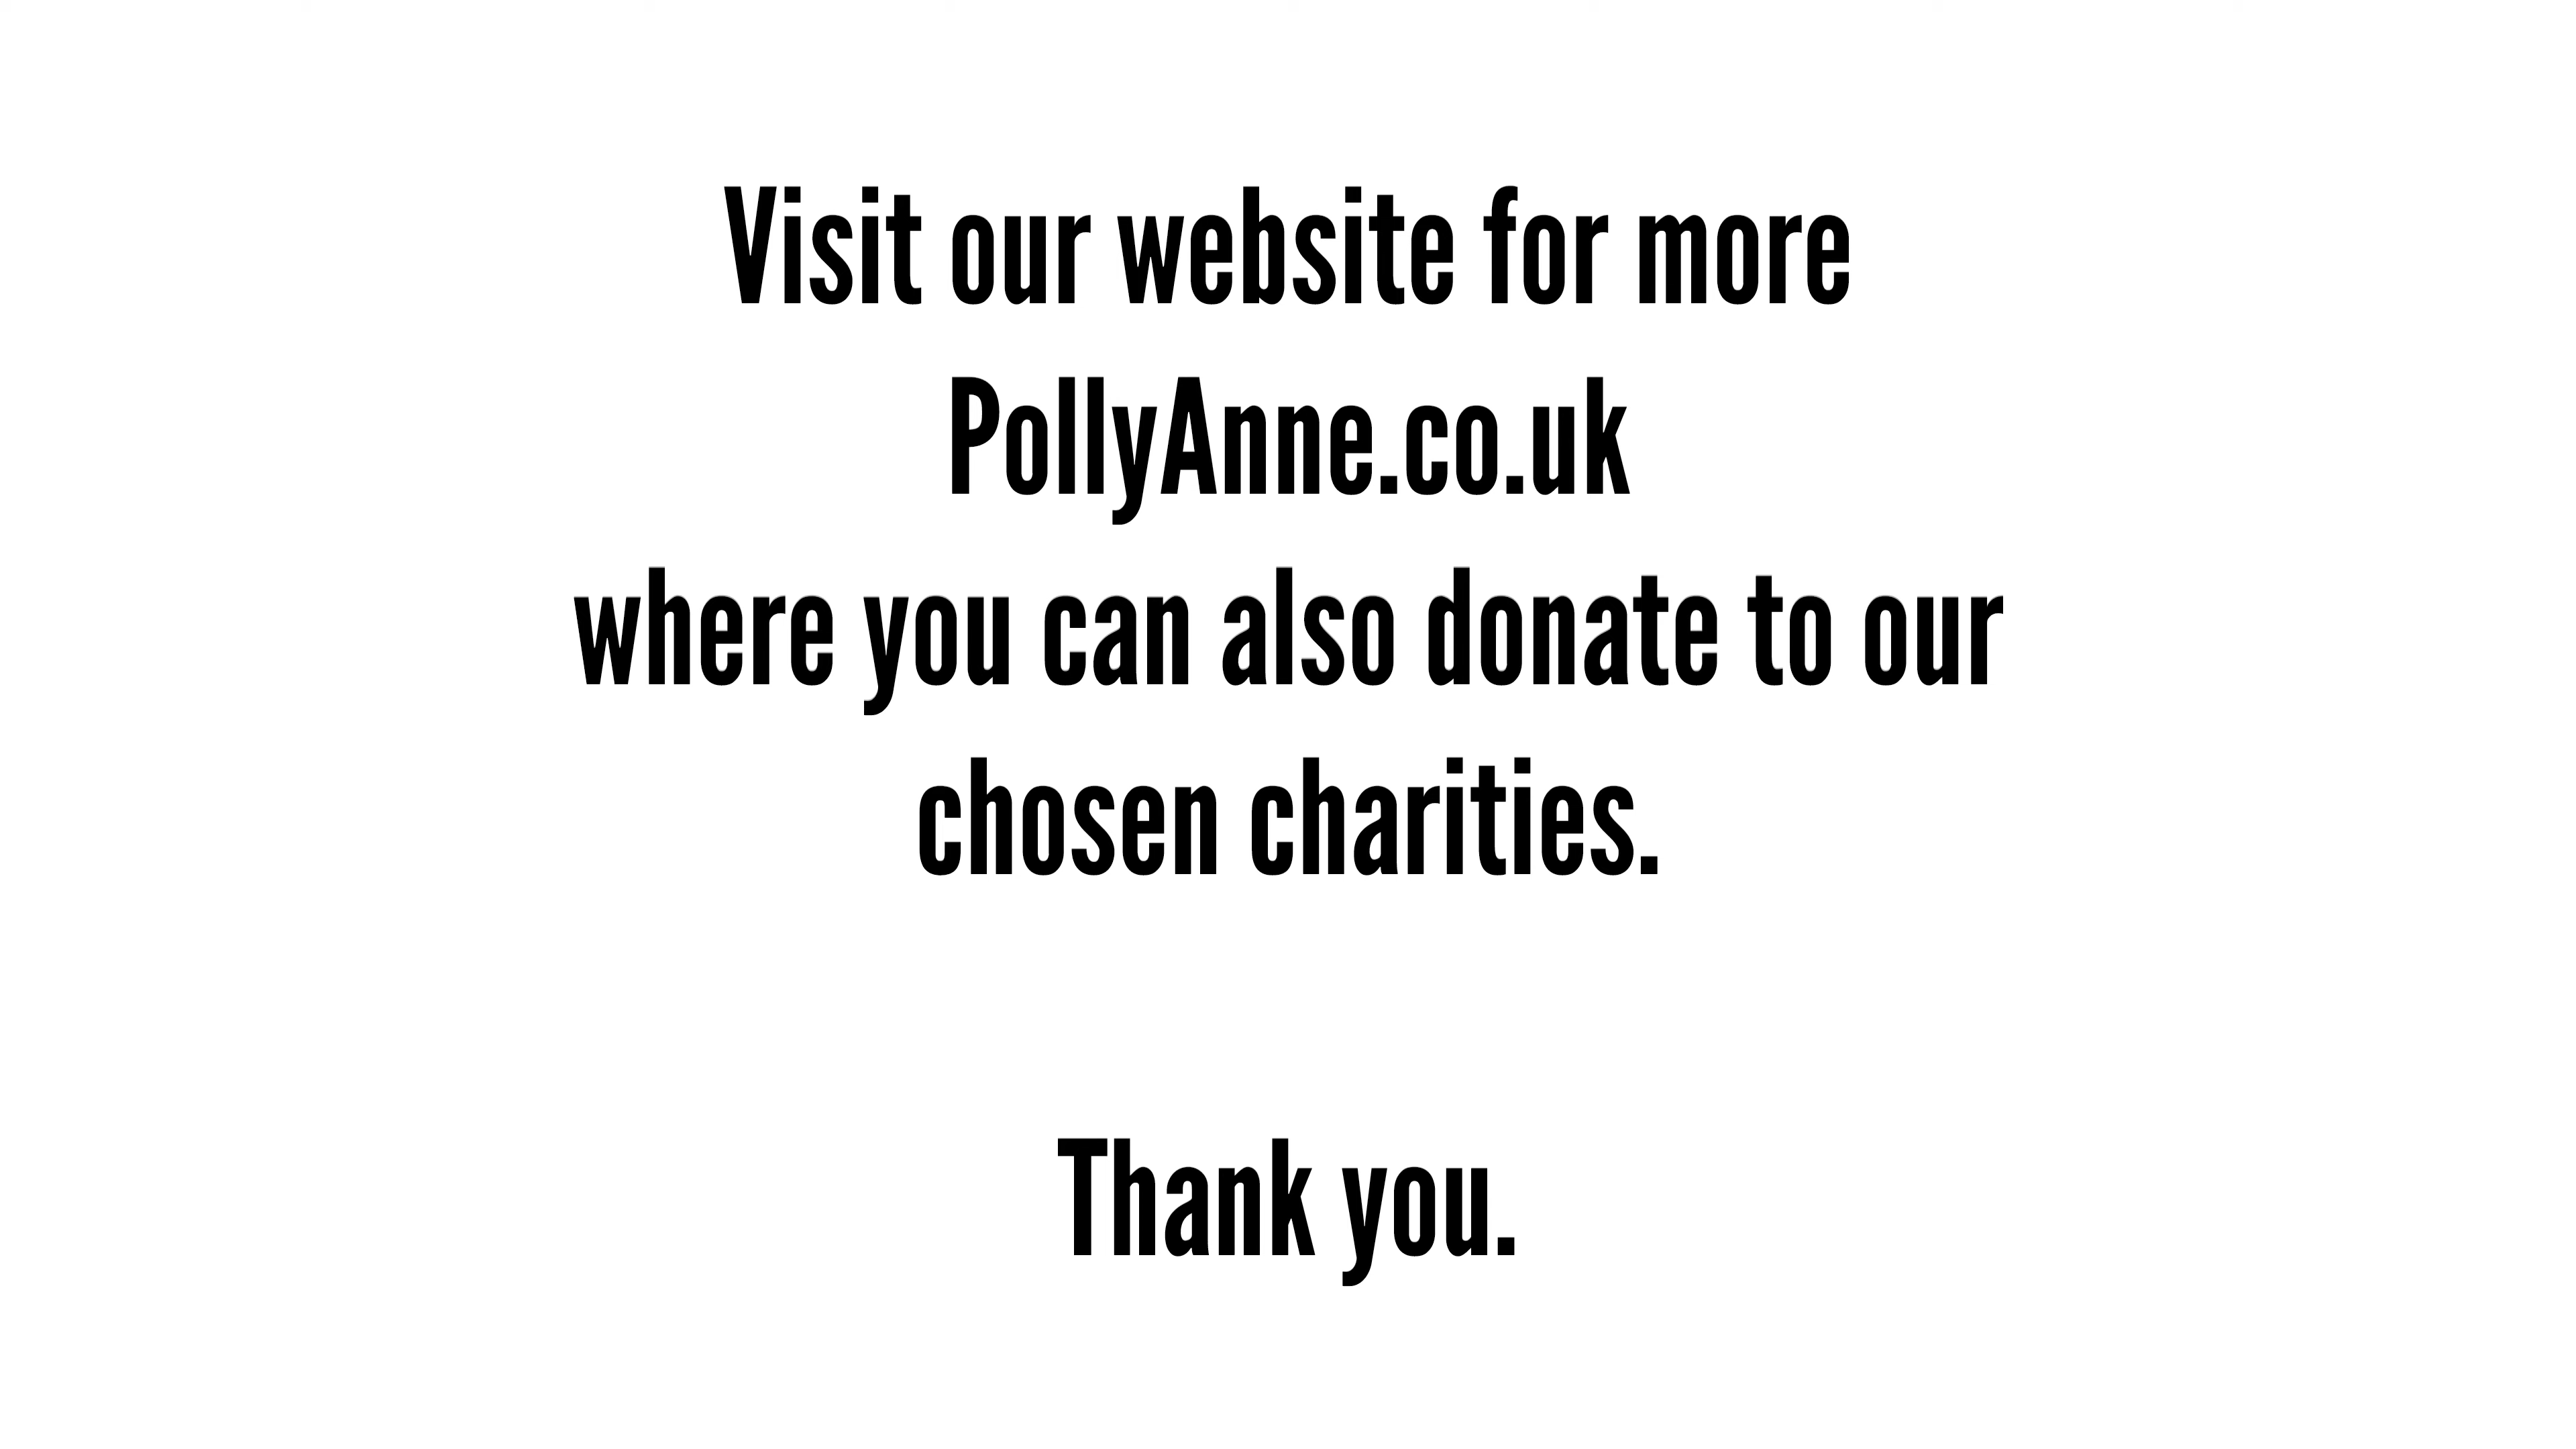 Visit our website for more
PollyAnne.co.uk
where you can also donate to our
chosen charities.
Thank you.